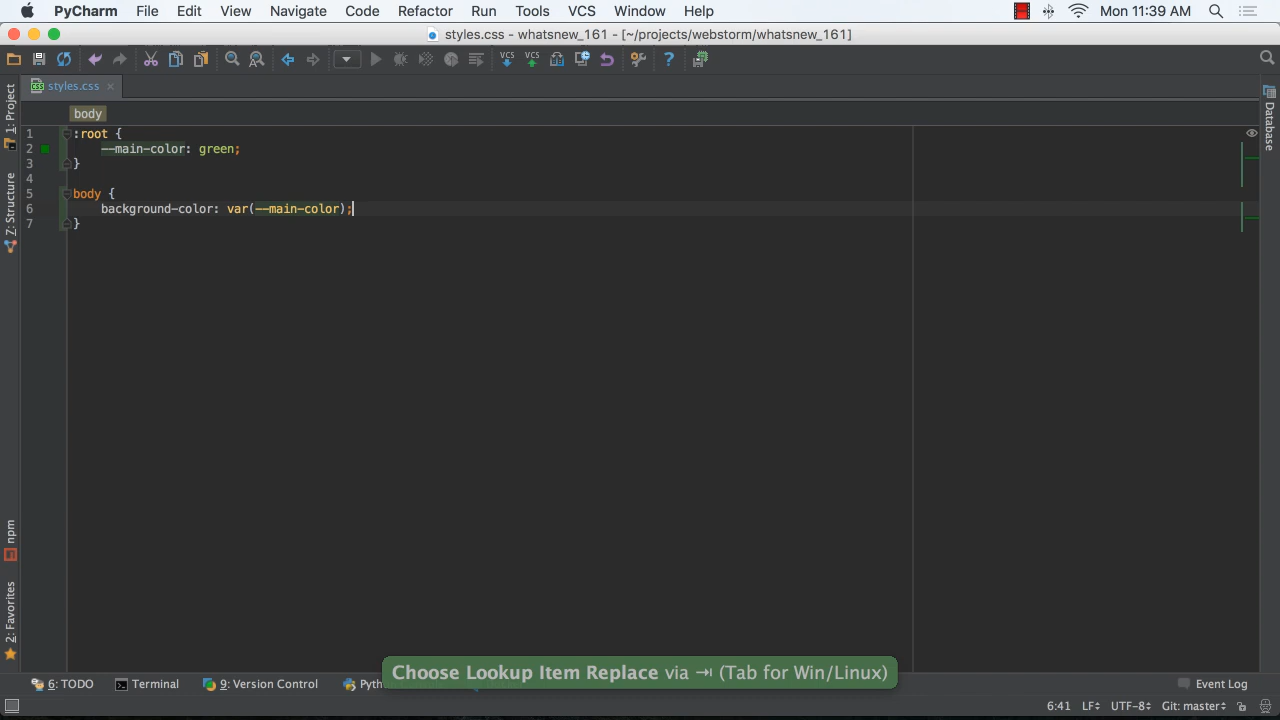 PyCharm File Edit View Navigate Code Refactor Run Tools VCS Window Help Mon 11:39 AM
styles.css - whatsnew_161 - [~/projects/webstorm/whatsnew_161]
VCS VCS ?
CSS styles.css
body
1 :root {
2 --main-color: green;
3 }
4
5 body {
6 background-color: var(--main-color);
7 }
1: Project
Z: Structure
npm
2: Favorites
Database
Choose Lookup Item Replace via ⇥ (Tab for Win/Linux)
6: TODO Terminal 9: Version Control Event Log
6:41 LF÷ UTF-8÷ Git: master÷